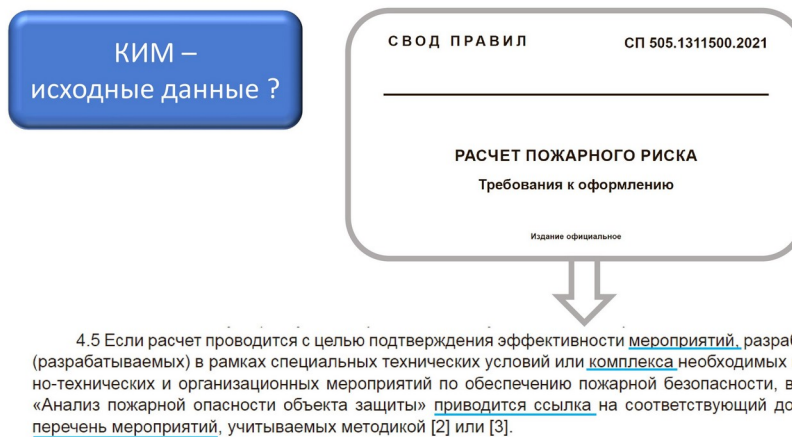 КИМ –
исходные данные ?
СВОД ПРАВИЛ СП 505.1311500.2021
РАСЧЕТ ПОЖАРНОГО РИСКА
Требования к оформлению
Издание официальное
4.5 Если расчет проводится с целью подтверждения эффективности мероприятий, разраб
(разрабатываемых) в рамках специальных технических условий или комплекса необходимых
но-технических и организационных мероприятий по обеспечению пожарной безопасности, в
«Анализ пожарной опасности объекта защиты» приводится ссылка на соответствующий до
перечень мероприятий, учитываемых методикой [2] или [3].